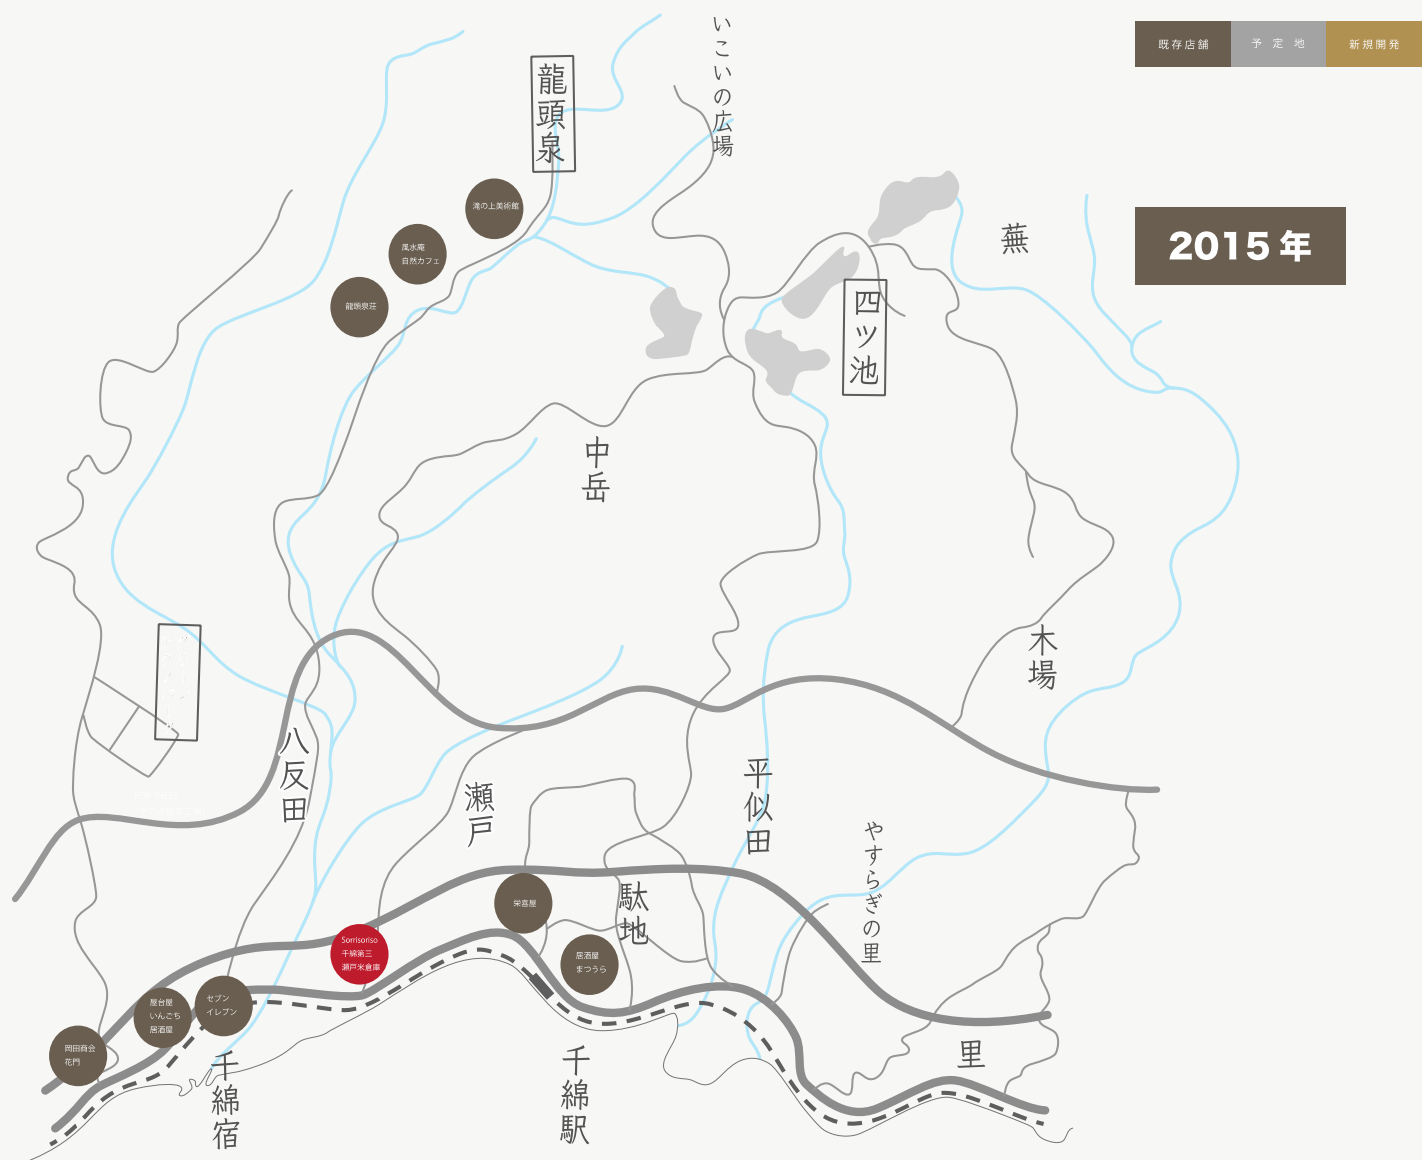 いこいの広場
既存店舗
予定地
新規開発
龍頭泉
滝の上美術館
2015年
蕪
風水庵
自然カフェ
龍頭泉荘
四ツ池
中岳
木場
八反田
瀬戸
平似田
やすらぎの里
駄地
栄喜屋
Sorrisoriso
千綿第三
瀬戸米倉庫
居酒屋
まつうら
屋台屋
いんごち
居酒屋
セブン
イレブン
岡田商会
花門
里
千綿宿
千綿駅